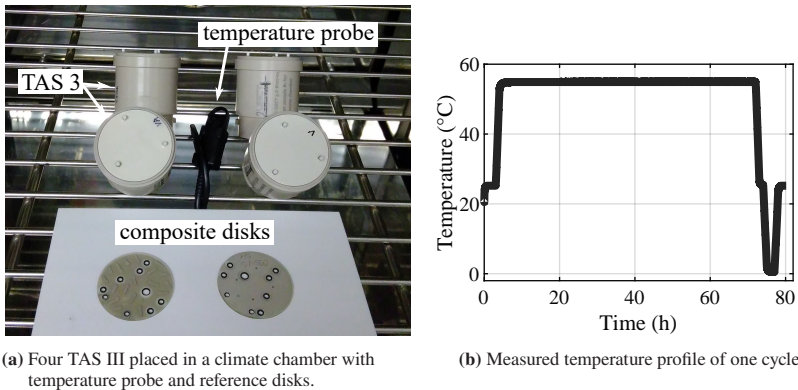 temperature probe
TAS 3
composite disks
(a) Four TAS III placed in a climate chamber with
temperature probe and reference disks.
60
40
20
0
Temperature (°C)
0 20 40 60 80
Time (h)
(b) Measured temperature profile of one cycle